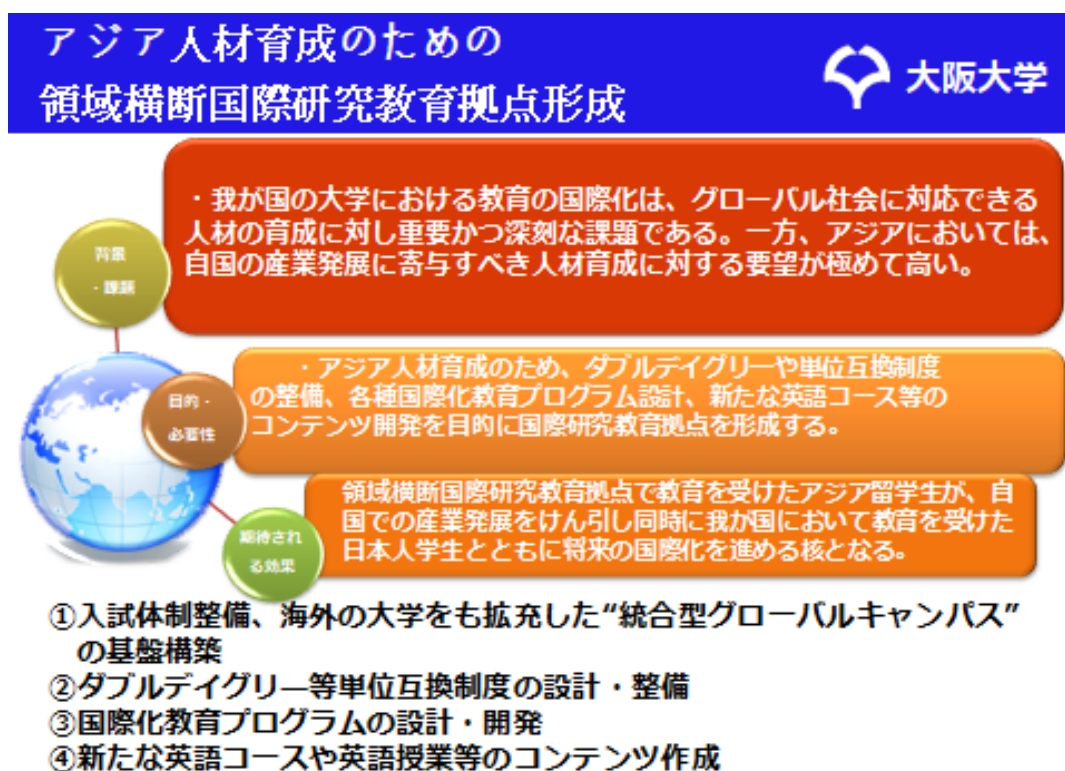 アジア人材育成のための
領域横断国際研究教育拠点形成
大阪大学
背景
・課題
・我が国の大学における教育の国際化は、グローバル社会に対応できる
人材の育成に対し重要かつ深刻な課題である。一方、アジアにおいては、
自国の産業発展に寄与すべき人材育成に対する要望が極めて高い。
目的・
必要性
・アジア人材育成のため、ダブルデイグリーや単位互換制度
の整備、各種国際化教育プログラム設計、新たな英語コース等の
コンテンツ開発を目的に国際研究教育拠点を形成する。
期待され
る効果
領域横断国際研究教育拠点で教育を受けたアジア留学生が、自
国での産業発展をけん引し同時に我が国において教育を受けた
日本人学生とともに将来の国際化を進める核となる。
①入試体制整備、海外の大学をも拡充した“統合型グローバルキャンパス”
の基盤構築
②ダブルデイグリー等単位互換制度の設計・整備
③国際化教育プログラムの設計・開発
④新たな英語コースや英語授業等のコンテンツ作成